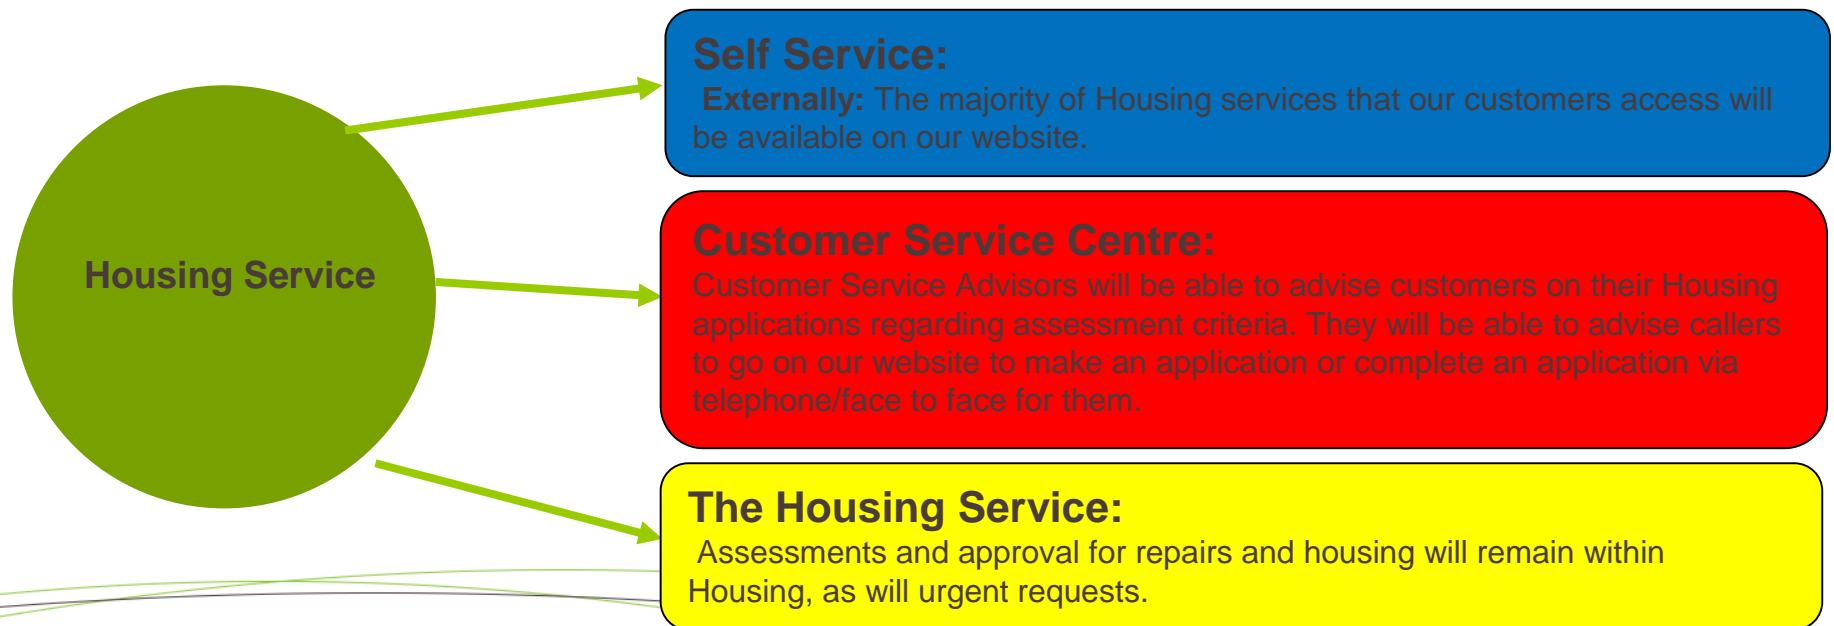 Housing Service
Self Service:
Externally: The majority of Housing services that our customers access will
be available on our website.
Customer Service Centre:
Customer Service Advisors will be able to advise customers on their Housing
applications regarding assessment criteria. They will be able to advise callers
to go on our website to make an application or complete an application via
telephone/face to face for them.
The Housing Service:
Assessments and approval for repairs and housing will remain within
Housing, as will urgent requests.